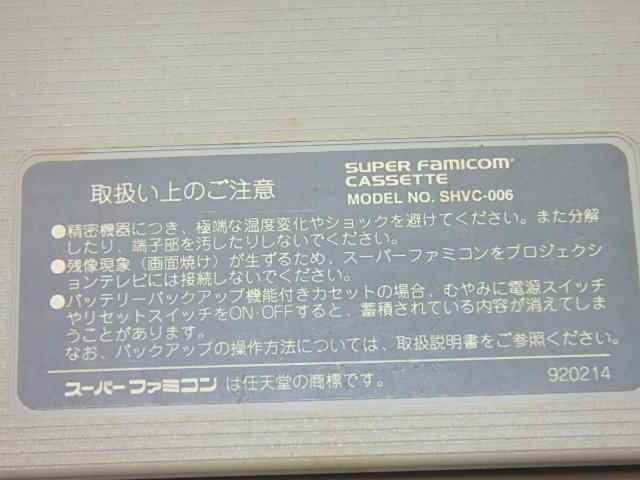 取扱い上のご注意
SUPER FAMICOM
CASSETTE
MODEL NO. SHVC-006
●精密機器につき、極端な温度変化やショックを避けてください。また分解
したり、端子部を汚したりしないでください。
●残像現象（画面焼け）が生ずるため、スーパーファミコンをプロジェクシ
ョンテレビには接続しないでください。
●バッテリーバックアップ機能付きカセットの場合、むやみに電源スイッチ
やリセットスイッチをON・OFFすると、蓄積されている内容が消えてしま
うことがあります。
なお、バックアップの操作方法については、取扱説明書をご参照ください。
スーパーファミコン は任天堂の商標です。
920214